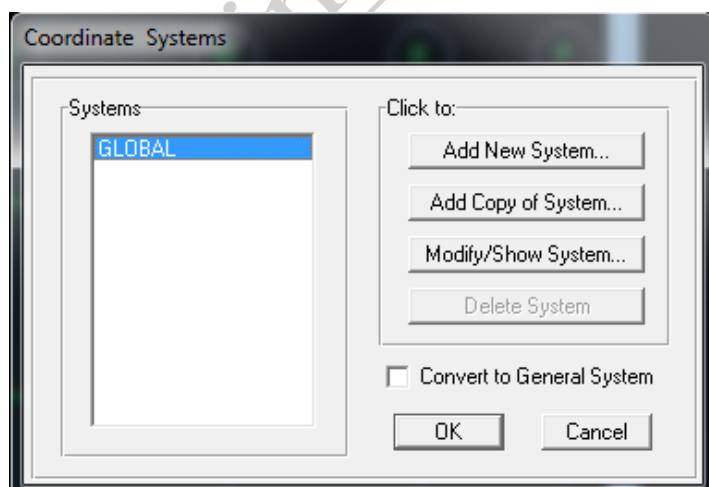 Coordinate Systems
Systems
GLOBAL
Click to:
Add New System...
Add Copy of System...
Modify/Show System...
Delete System
Convert to General System
OK
Cancel